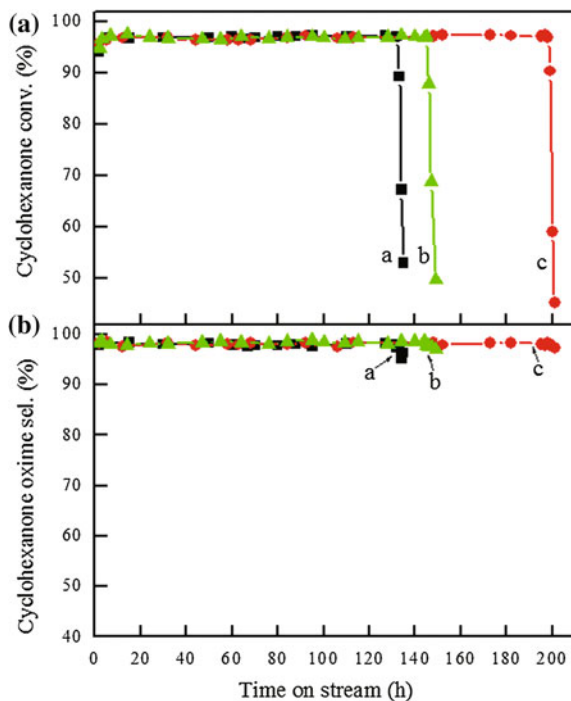 (a)
100
90
80
70
60
50
Cyclohexanone conv. (%)
a
b
c
(b)
100
90
80
70
60
50
40
Cyclohexanone oxime sel. (%)
a
b
c
0 20 40 60 80 100 120 140 160 180 200
Time on stream (h)